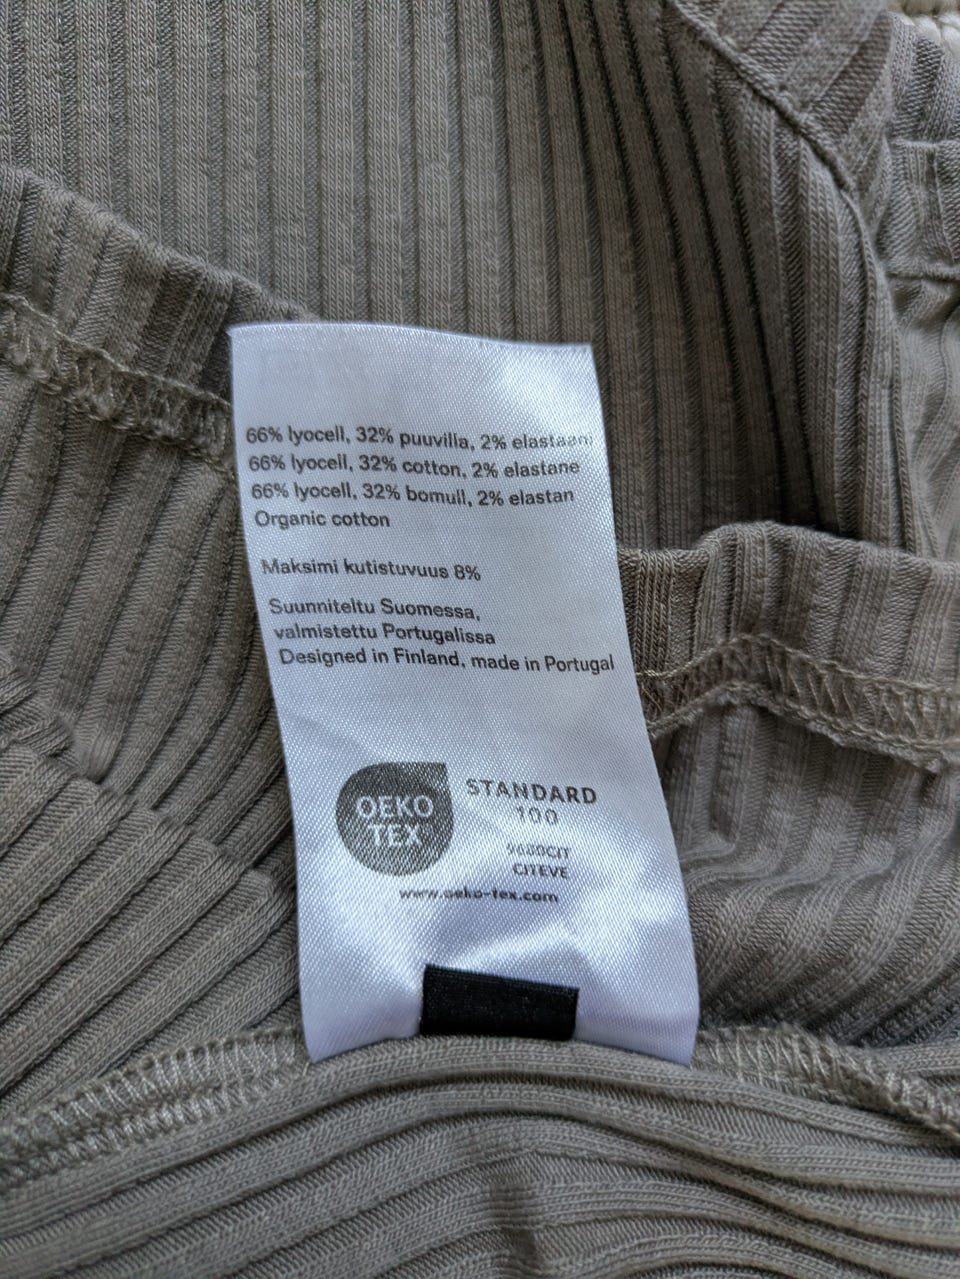 66% lyocell, 32% puuvilla, 2% elastaani
66% lyocell, 32% cotton, 2% elastane
66% lyocell, 32% bomull, 2% elastan
Organic cotton
Maksimi kutistuvuus 8%
Suunniteltu Suomessa,
valmistettu Portugalissa
Designed in Finland, made in Portugal
OEKO
TEX
STANDARD
100
CITEVE
www.oeko-tex.com